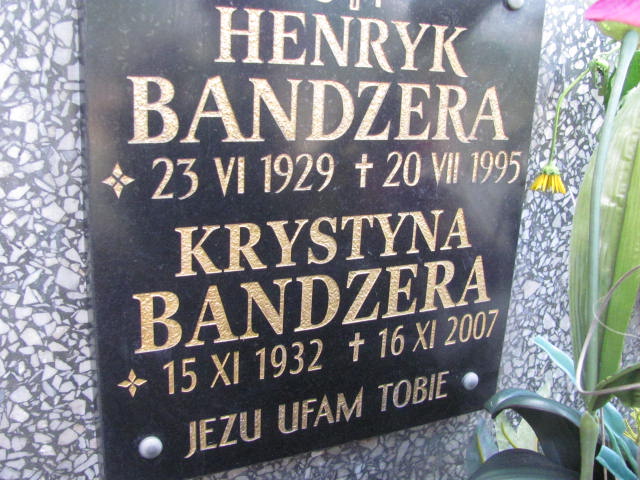 HENRYK
BANDZERA
23 VI 1929 † 20 VII 1995
KRYSTYNA
BANDZERA
15 XI 1932 † 16 XI 2007
JEZU UFAM TOBIE